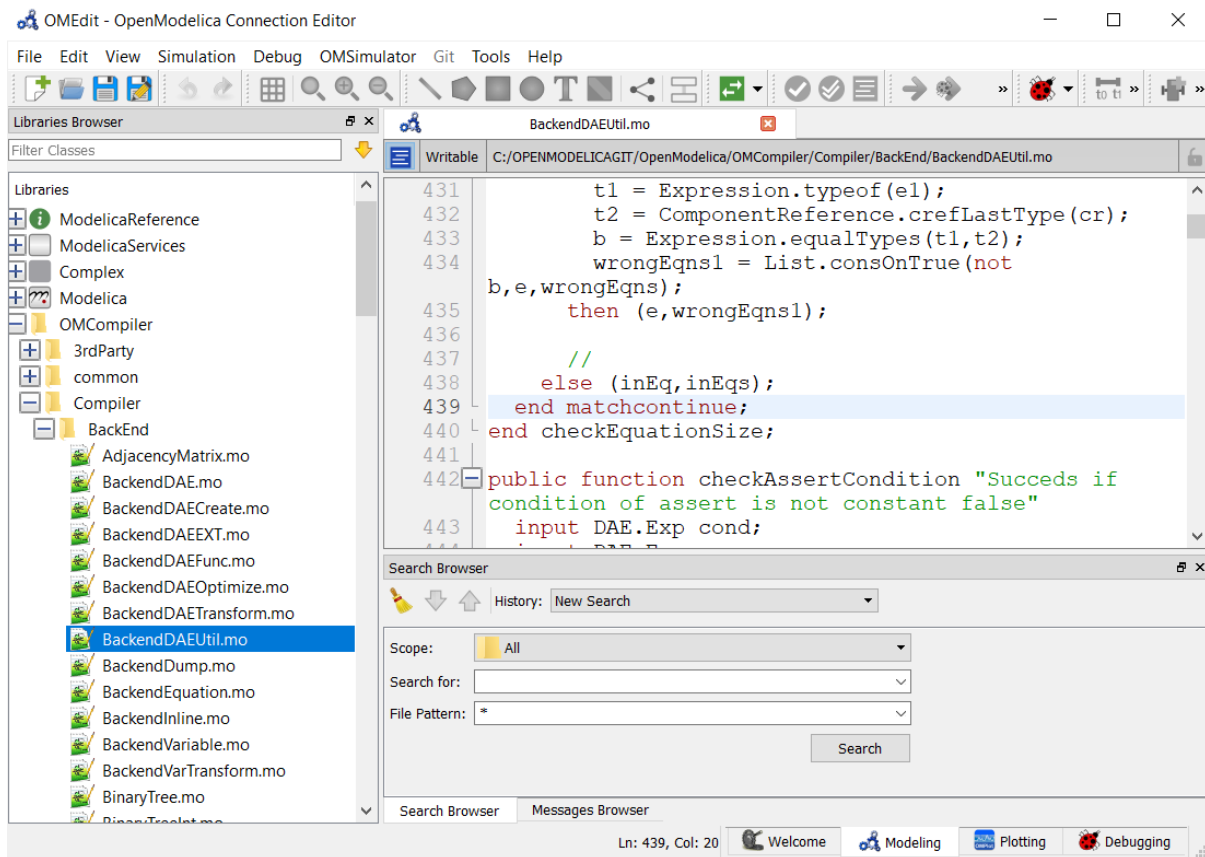 OMEdit - OpenModelica Connection Editor
File Edit View Simulation Debug OMSimulator Git Tools Help
T » to t! » »
Libraries Browser
Filter Classes
Libraries
ModelicaReference
ModelicaServices
Complex
Modelica
OMCompiler
3rdParty
common
Compiler
BackEnd
AdjacencyMatrix.mo
BackendDAE.mo
BackendDAECreate.mo
BackendDAEEXT.mo
BackendDAEFunc.mo
BackendDAEOptimize.mo
BackendDAETransform.mo
BackendDAEUtil.mo
BackendDump.mo
BackendEquation.mo
BackendInline.mo
BackendVariable.mo
BackendVarTransform.mo
BinaryTree.mo
BinaryTreeInt.mo
BackendDAEUtil.mo
Writable C:/OPENMODELICAGIT/OpenModelica/OMCompiler/Compiler/BackEnd/BackendDAEUtil.mo
431 t1 = Expression.typeof(e1);
432 t2 = ComponentReference.crefLastType(cr);
433 b = Expression.equalTypes(t1,t2);
434 wrongEqns1 = List.consOnTrue(not
b,e,wrongEqns);
435 then (e,wrongEqns1);
436
437 //
438 else (inEq,inEqs);
439 end matchcontinue;
440 end checkEquationSize;
441
442 public function checkAssertCondition "Succeds if
condition of assert is not constant false"
443 input DAE.Exp cond;
Search Browser
History: New Search
Scope: All
Search for:
File Pattern: *
Search
Search Browser Messages Browser
Ln: 439, Col: 20 Welcome Modeling Plotting Debugging